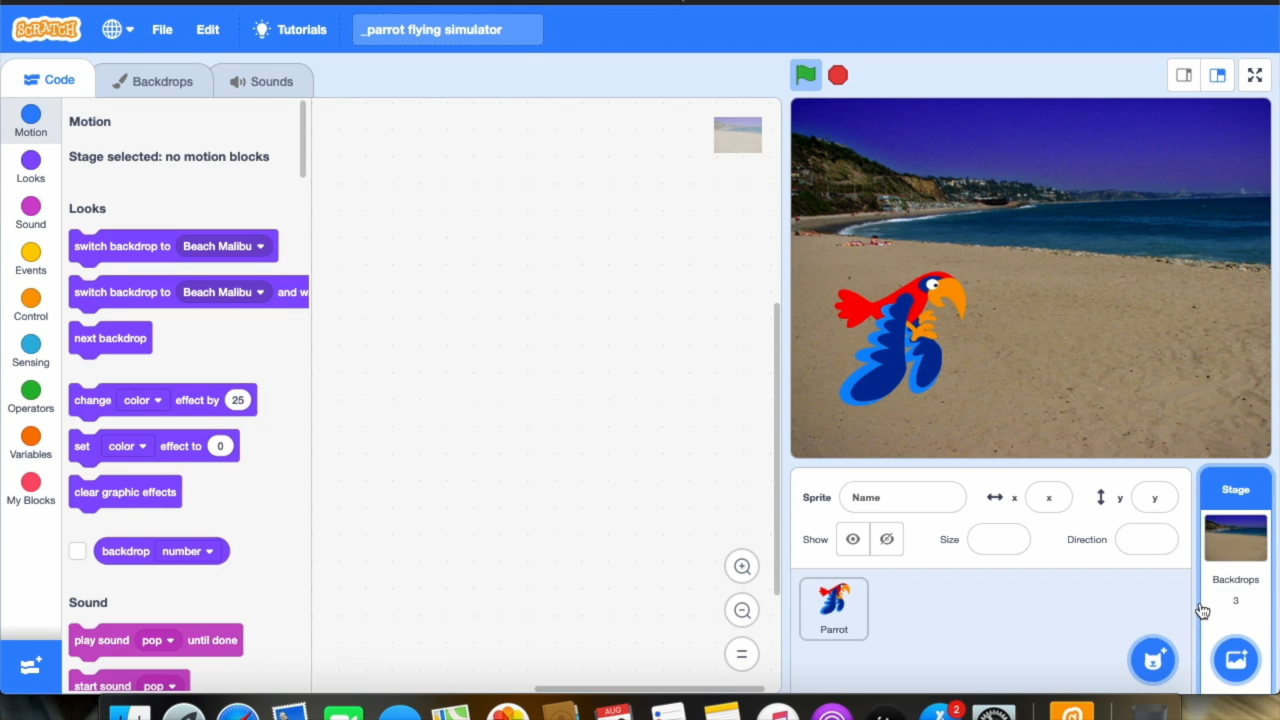 SCRATCH File Edit Tutorials _parrot flying simulator
Code Backdrops Sounds
Motion
Looks
Sound
Events
Control
Sensing
Operators
Variables
My Blocks
Motion
Stage selected: no motion blocks
Looks
switch backdrop to Beach Malibu
switch backdrop to Beach Malibu and w
next backdrop
change color effect by 25
set color effect to 0
clear graphic effects
backdrop number
Sound
play sound pop until done
start sound pop
Sprite Name x x y y
Show Size Direction
Parrot
Stage
Backdrops
3
AUG
2